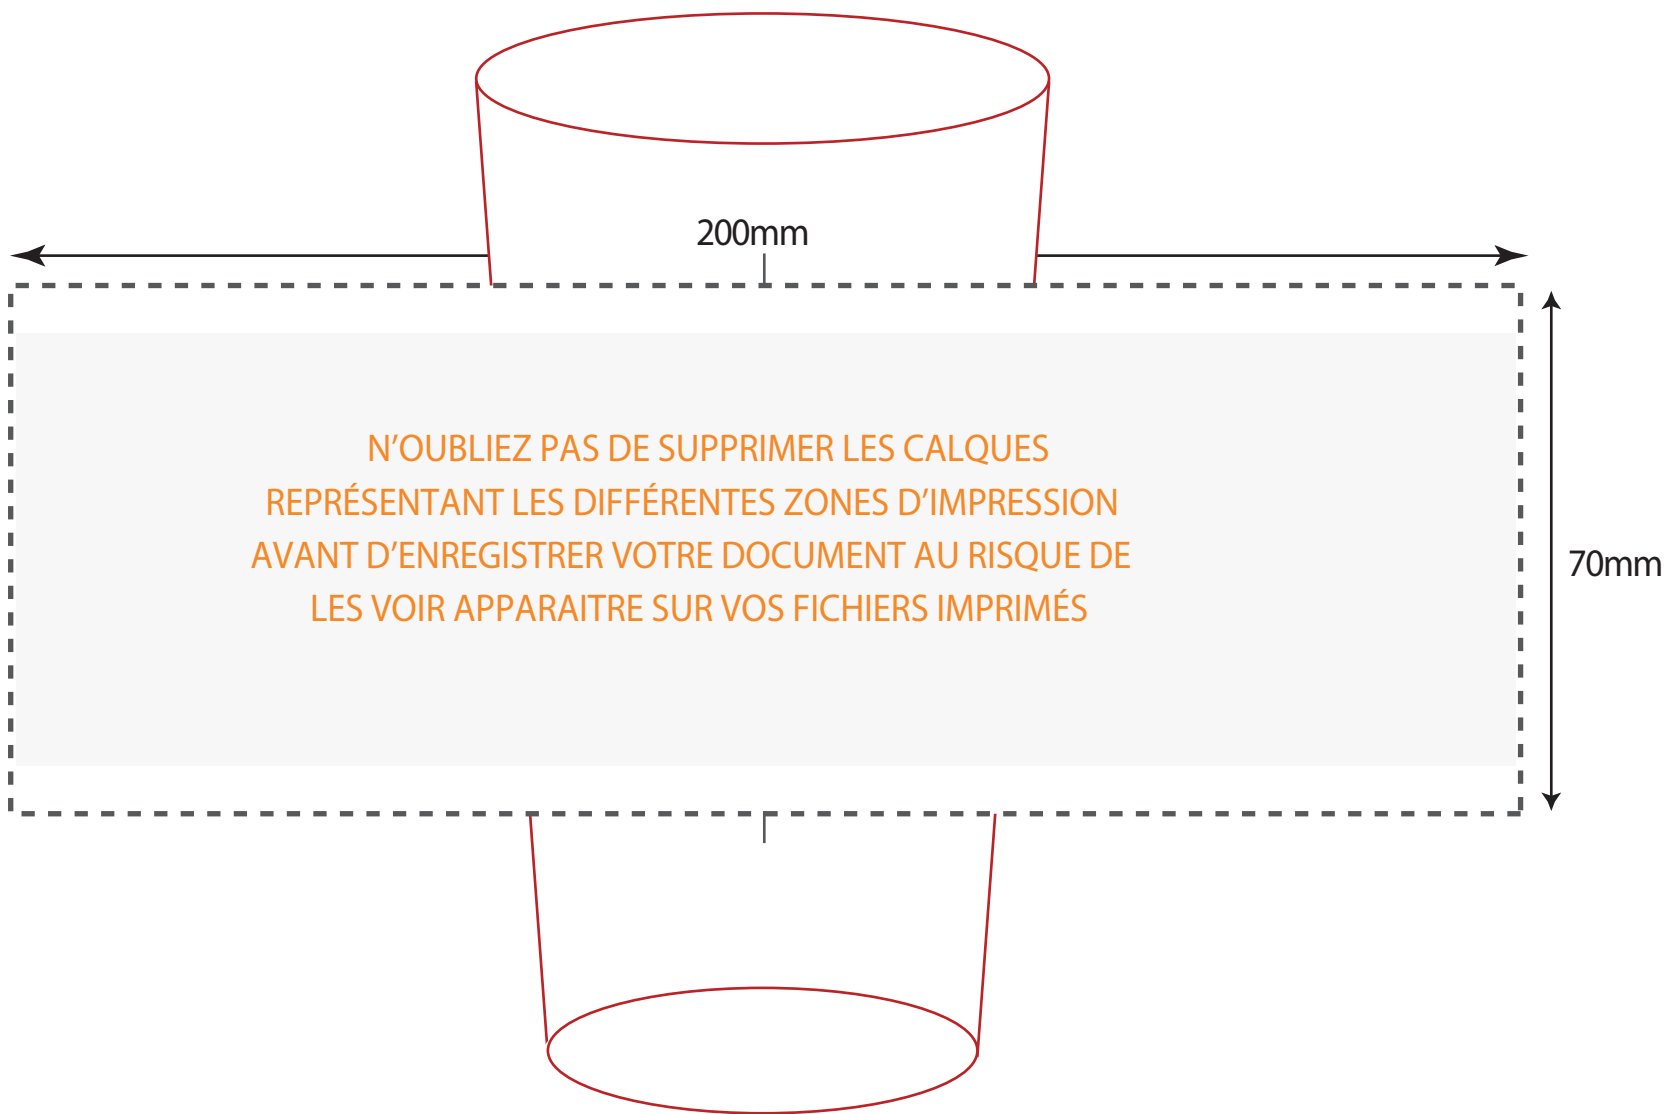 200mm
N’OUBLIEZ PAS DE SUPPRIMER LES CALQUES
REPRÉSENTANT LES DIFFÉRENTES ZONES D’IMPRESSION
AVANT D’ENREGISTRER VOTRE DOCUMENT AU RISQUE DE
LES VOIR APPARAITRE SUR VOS FICHIERS IMPRIMÉS
70mm